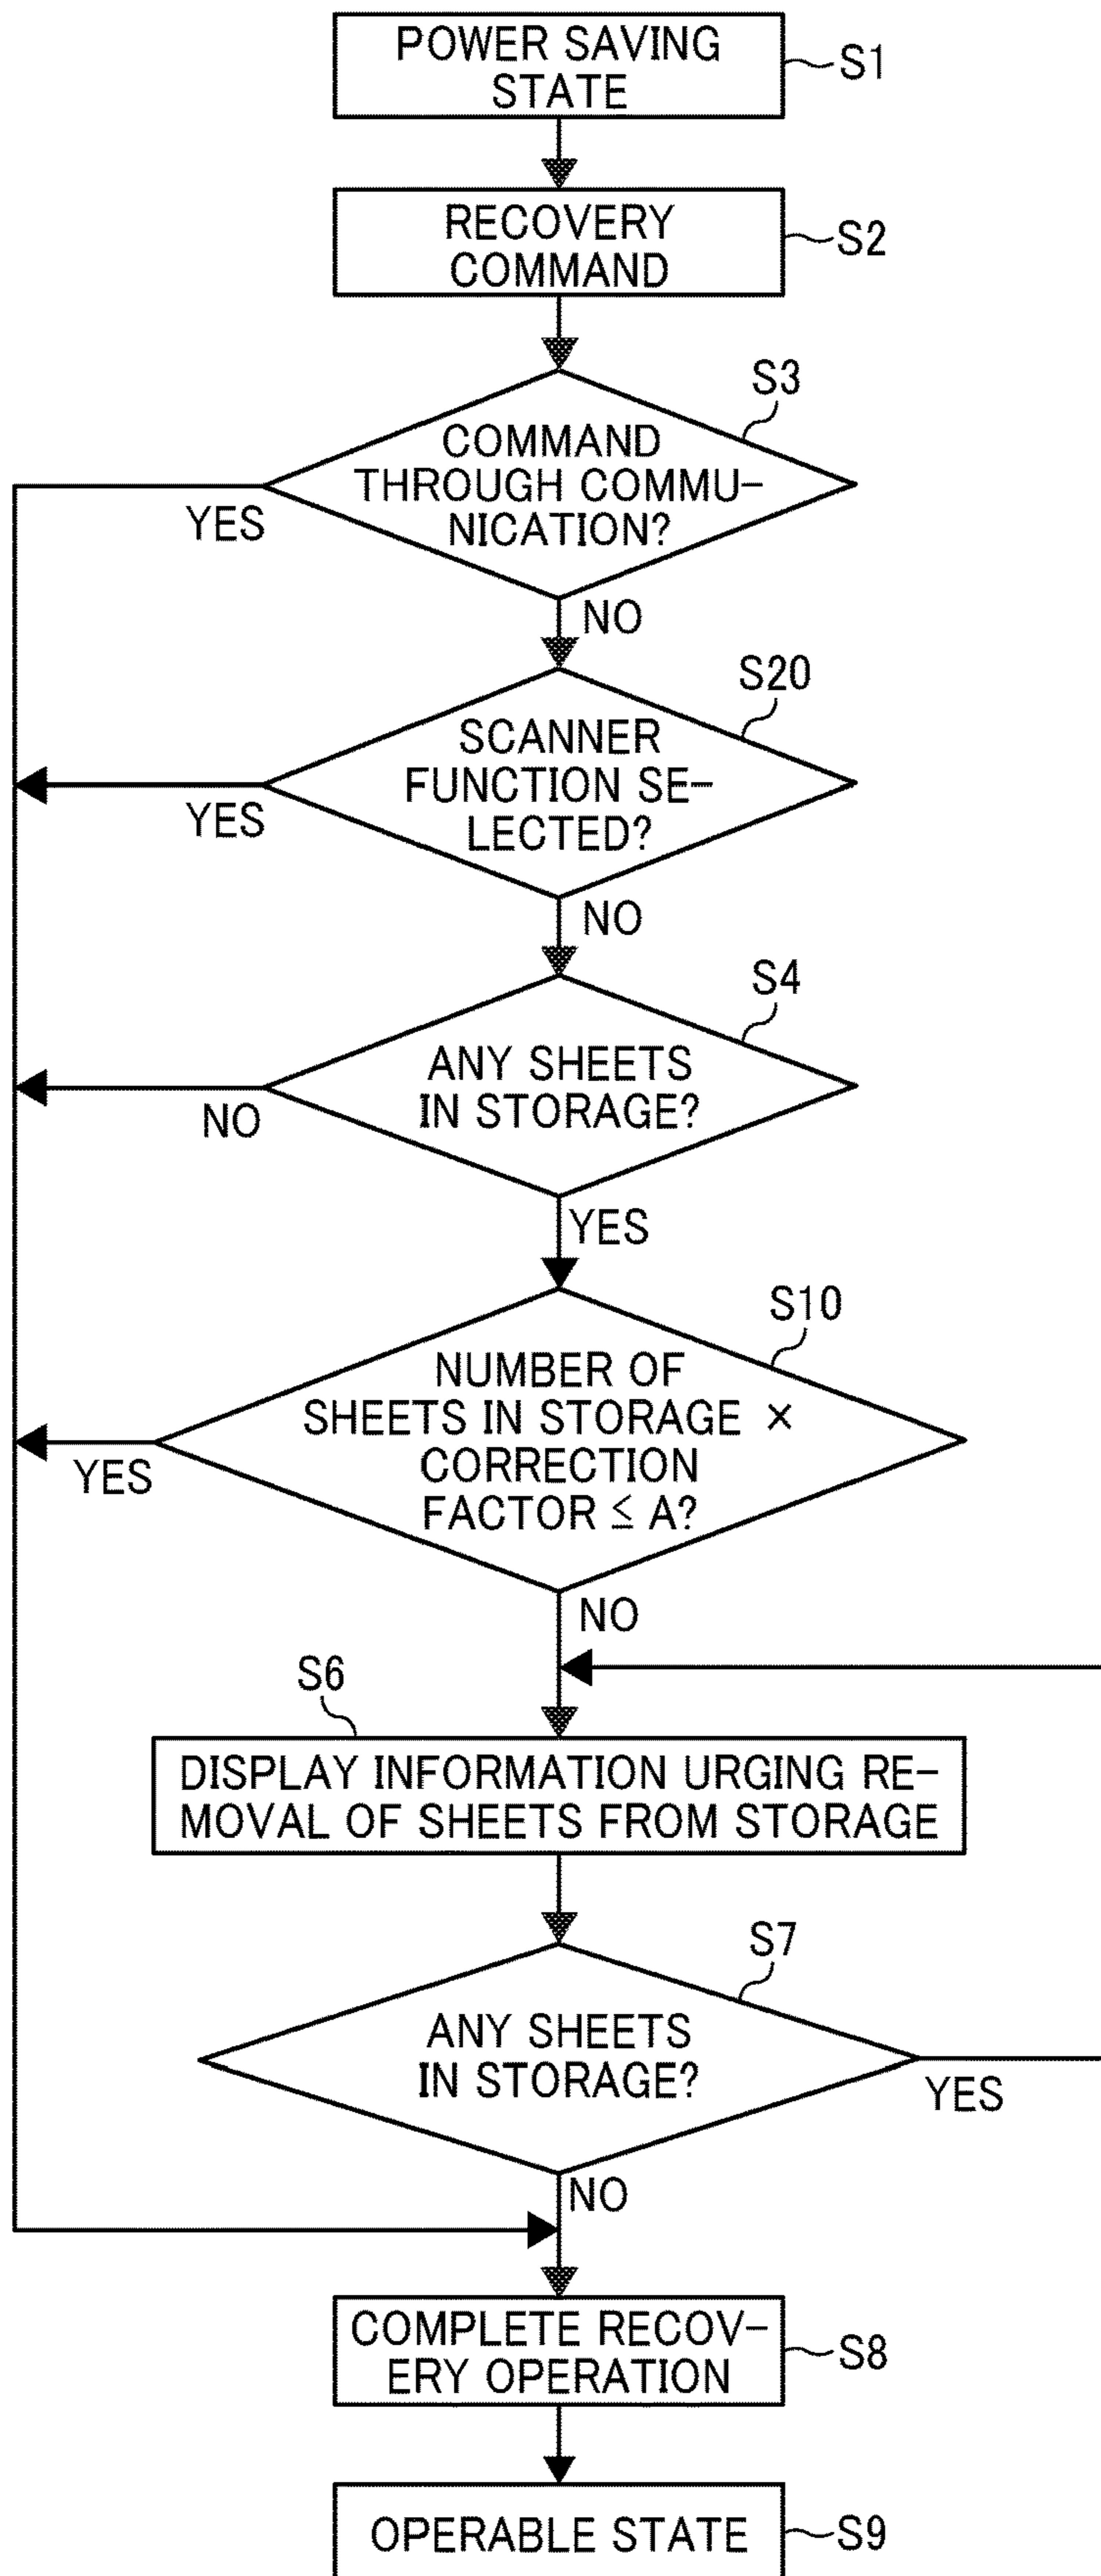 POWER SAVING
STATE
S1
RECOVERY
COMMAND
S2
S3
COMMAND
THROUGH COMMU-
NICATION?
YES
NO
S20
SCANNER
FUNCTION SE-
LECTED?
YES
NO
S4
ANY SHEETS
IN STORAGE?
NO
YES
S10
NUMBER OF
SHEETS IN STORAGE ×
CORRECTION
FACTOR ≤ A?
YES
NO
S6
DISPLAY INFORMATION URGING RE-
MOVAL OF SHEETS FROM STORAGE
S7
ANY SHEETS
IN STORAGE?
YES
NO
COMPLETE RECOV-
ERY OPERATION
S8
OPERABLE STATE
S9